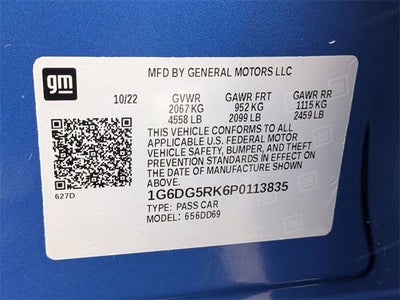 gm
MFD BY GENERAL MOTORS LLC
10/22 GVWR GAWR FRT GAWR RR
2067 KG 952 KG 1115 KG
4558 LB 2099 LB 2459 LB
THIS VEHICLE CONFORMS TO ALL
APPLICABLE U.S. FEDERAL MOTOR
VEHICLE SAFETY, BUMPER, AND THEFT
PREVENTION STANDARDS IN EFFECT ON
THE DATE OF MANUFACTURE SHOWN
ABOVE.
1G6DG5RK6P0113835
627D
TYPE: PASS CAR
MODEL: 656DD69